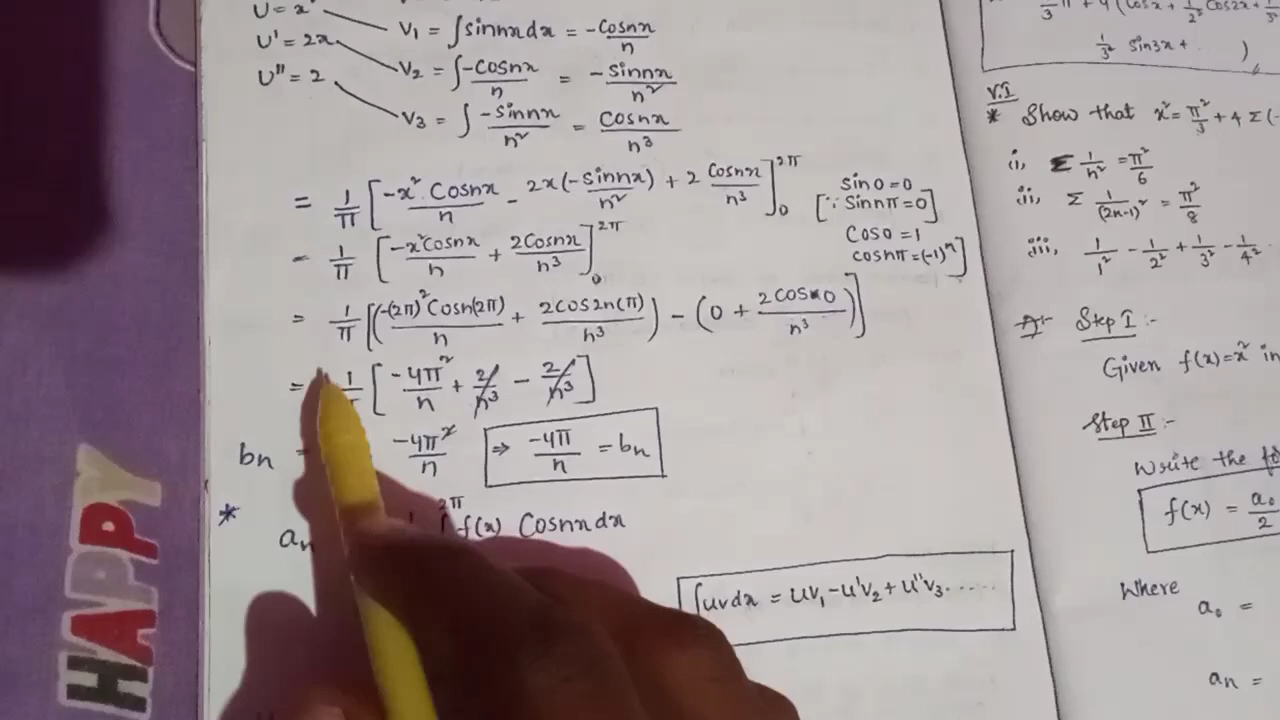 U = x²
V₁ = ∫sinnx dx = -cosnx/n
U' = 2x
V₂ = ∫-cosnx/n = -sinnx/n²
U'' = 2
V₃ = ∫-sinnx/n² = cosnx/n³
= 1/π [-x². Cosnx/n - 2x(-sinnx)/n² + 2 Cosnx/n³]₀^2π
sin0=0
[∵ Sinnπ=0]
Cos0=1
cosnπ=(-1)ⁿ]
= 1/π [-x²Cosnx/n + 2Cosnx/n³]₀^2π
= 1/π [(-(2π)²Cosn(2π)/n + 2cos2n(π)/n³) - (0 + 2cos0/n³)]
= 1/π [-4π²/n + 2/n³ - 2/n³]
bn = -4π²/n ⇒ -4π/n = bn
* an ∫2π f(x) Cosnx dx
∫uvdx = uv₁ - u'v₂ + u''v₃.....
HAPPY
1/3² Sin3x + )
V.I
* Show that x² = π²/3 + 4 Σ(-
i, Σ 1/n² = π²/6
ii, Σ 1/(2n-1)² = π²/8
iii, 1/1² - 1/2² + 1/3² - 1/4²
A:- Step I :-
Given f(x)=x² in
Step II :-
Write the
f(x) = a₀/2
Where
a₀ =
an =